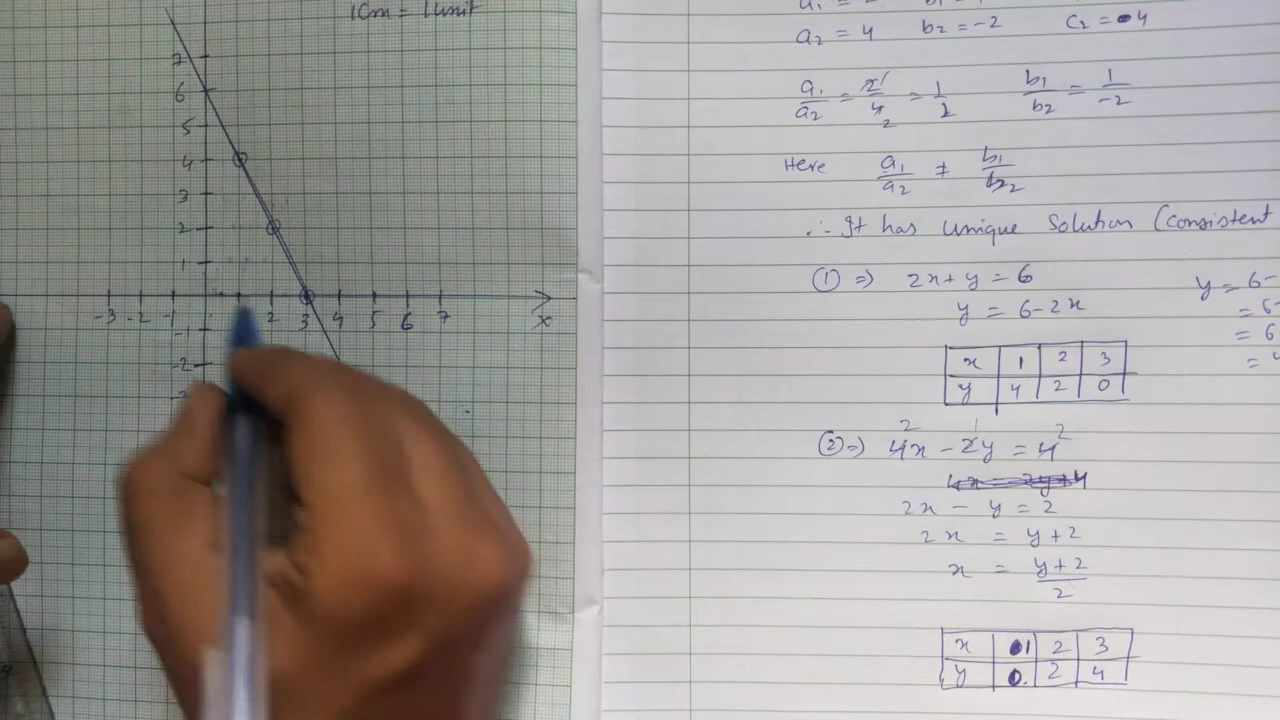 1Cm = 1unit
7
6
5
4
3
2
1
-3 -2 -1 2 3 4 5 6 7 x
-1
-2
a₂ = 4 b₂ = -2 C₂ = 4
a₁/a₂ = 2/4 = 1/2 b₁/b₂ = 1/-2
Here a₁/a₂ ≠ b₁/b₂
∴ It has unique Solution (Consistent
① ⇒ 2x + y = 6
y = 6 - 2x
y = 6-
= 6
= 6
x 1 2 3
y 4 2 0
② ⇒ 4x - 2y = 4
2x - y = 2
2x = y + 2
x = y + 2/2
x 1 2 3
y 0 2 4